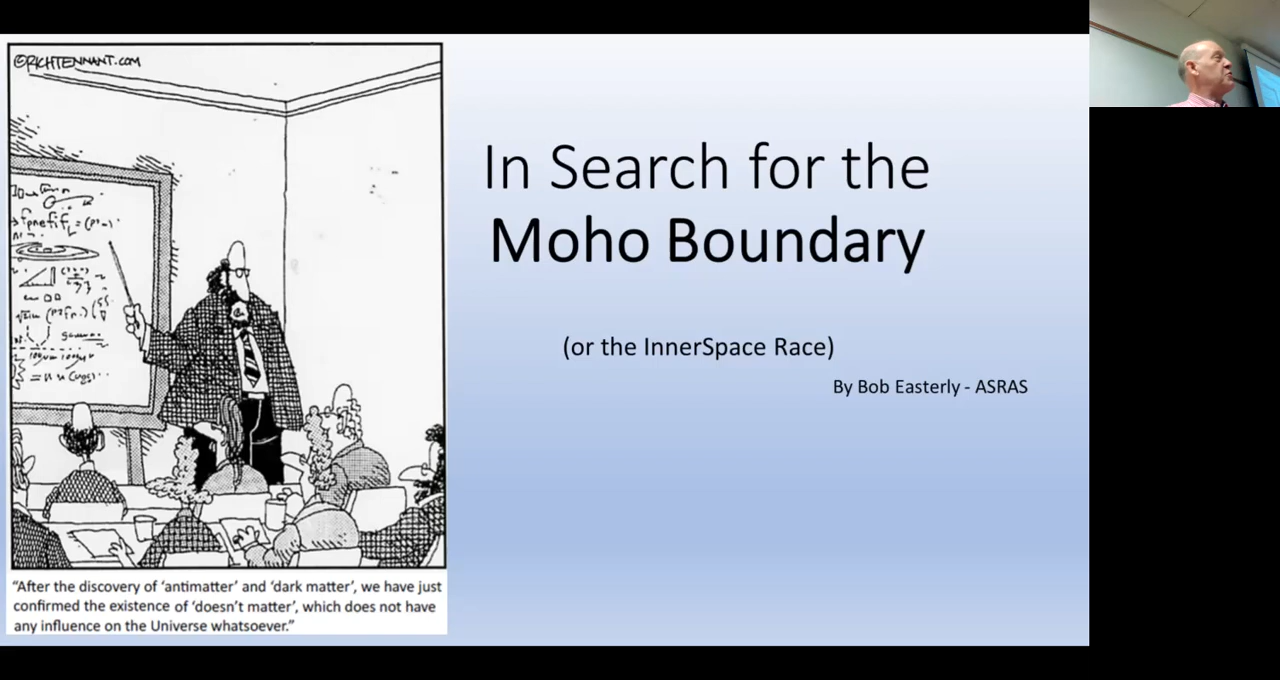 ©RICHTENNANT.COM
In Search for the
Moho Boundary
(or the InnerSpace Race)
By Bob Easterly - ASRAS
“After the discovery of ‘antimatter’ and ‘dark matter’, we have just
confirmed the existence of ‘doesn’t matter’, which does not have
any influence on the Universe whatsoever.”